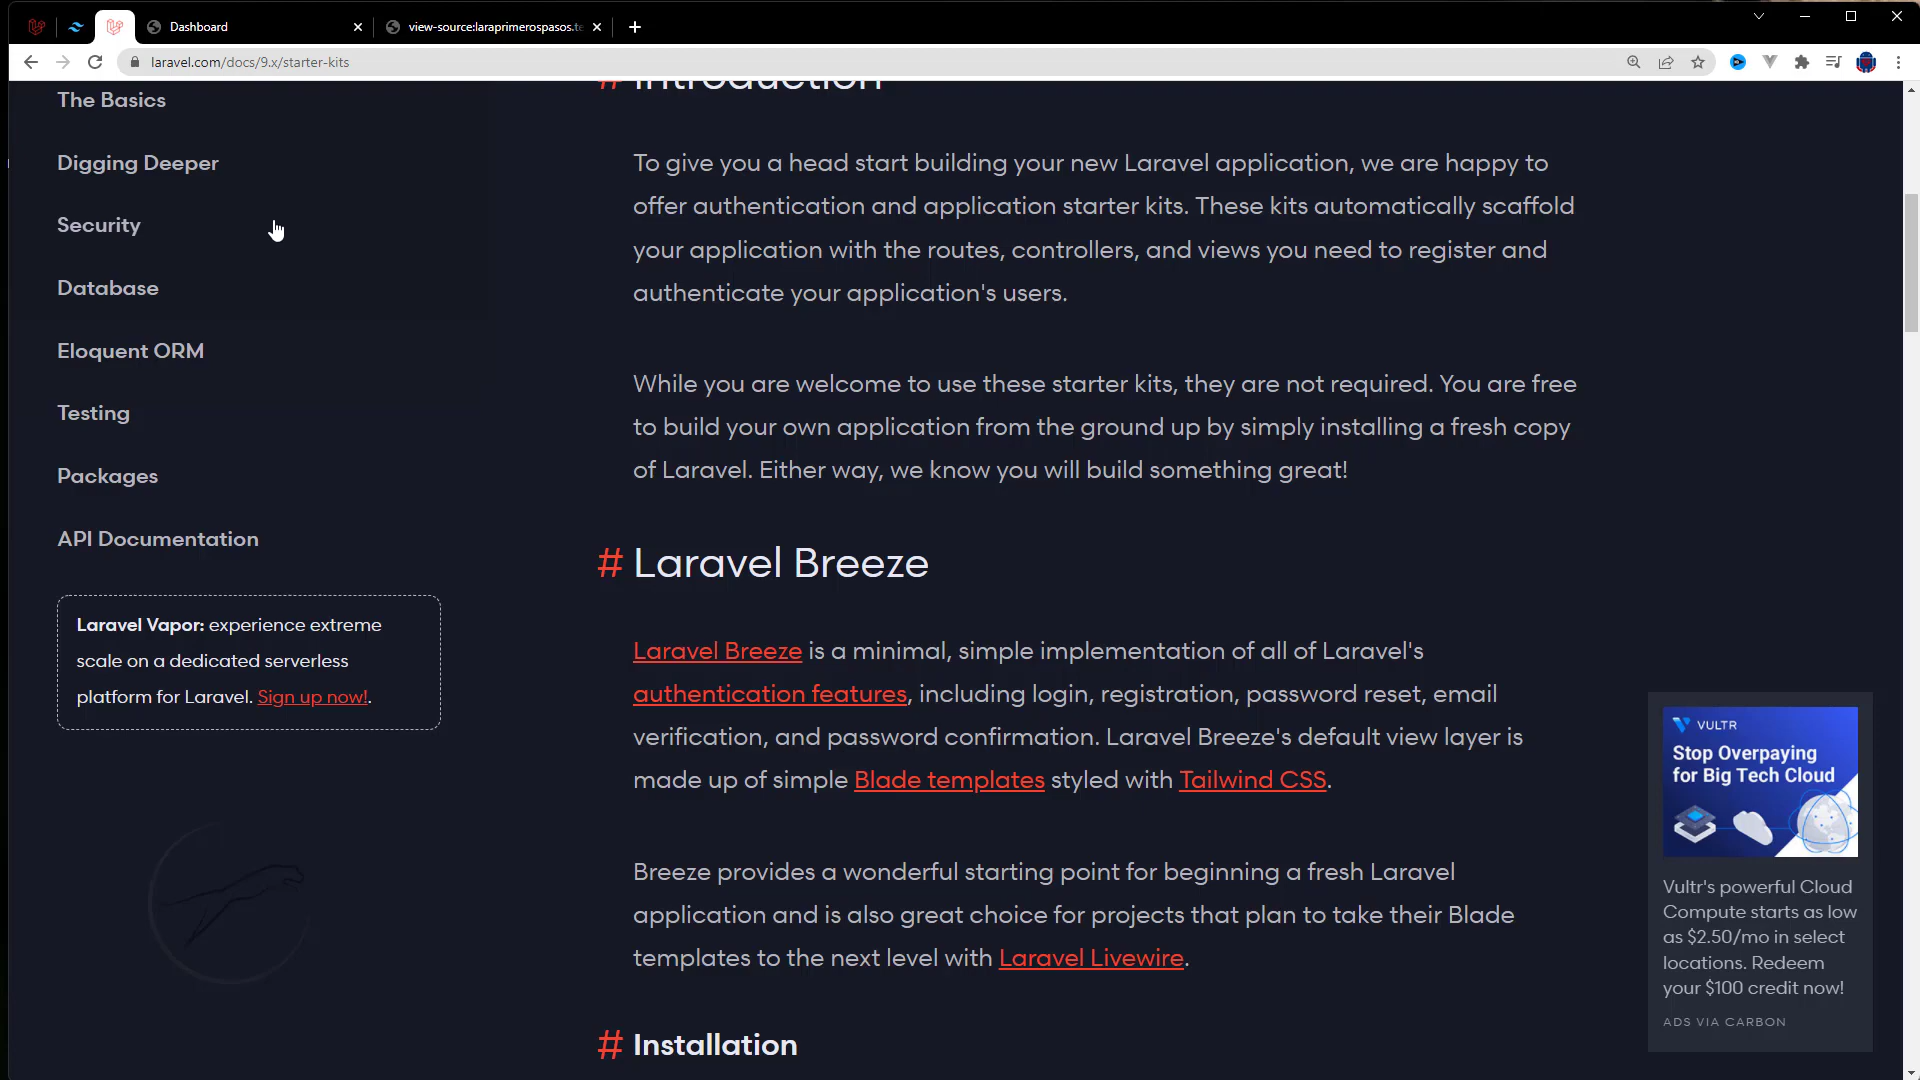 Dashboard
view-source:laraprimerospasos.te
laravel.com/docs/9.x/starter-kits
The Basics
Digging Deeper
Security
Database
Eloquent ORM
Testing
Packages
API Documentation
Laravel Vapor: experience extreme
scale on a dedicated serverless
platform for Laravel. Sign up now!.
# Introduction
To give you a head start building your new Laravel application, we are happy to
offer authentication and application starter kits. These kits automatically scaffold
your application with the routes, controllers, and views you need to register and
authenticate your application's users.
While you are welcome to use these starter kits, they are not required. You are free
to build your own application from the ground up by simply installing a fresh copy
of Laravel. Either way, we know you will build something great!
# Laravel Breeze
Laravel Breeze is a minimal, simple implementation of all of Laravel's
authentication features, including login, registration, password reset, email
verification, and password confirmation. Laravel Breeze's default view layer is
made up of simple Blade templates styled with Tailwind CSS.
Breeze provides a wonderful starting point for beginning a fresh Laravel
application and is also great choice for projects that plan to take their Blade
templates to the next level with Laravel Livewire.
# Installation
VULTR
Stop Overpaying
for Big Tech Cloud
Vultr's powerful Cloud
Compute starts as low
as $2.50/mo in select
locations. Redeem
your $100 credit now!
ADS VIA CARBON